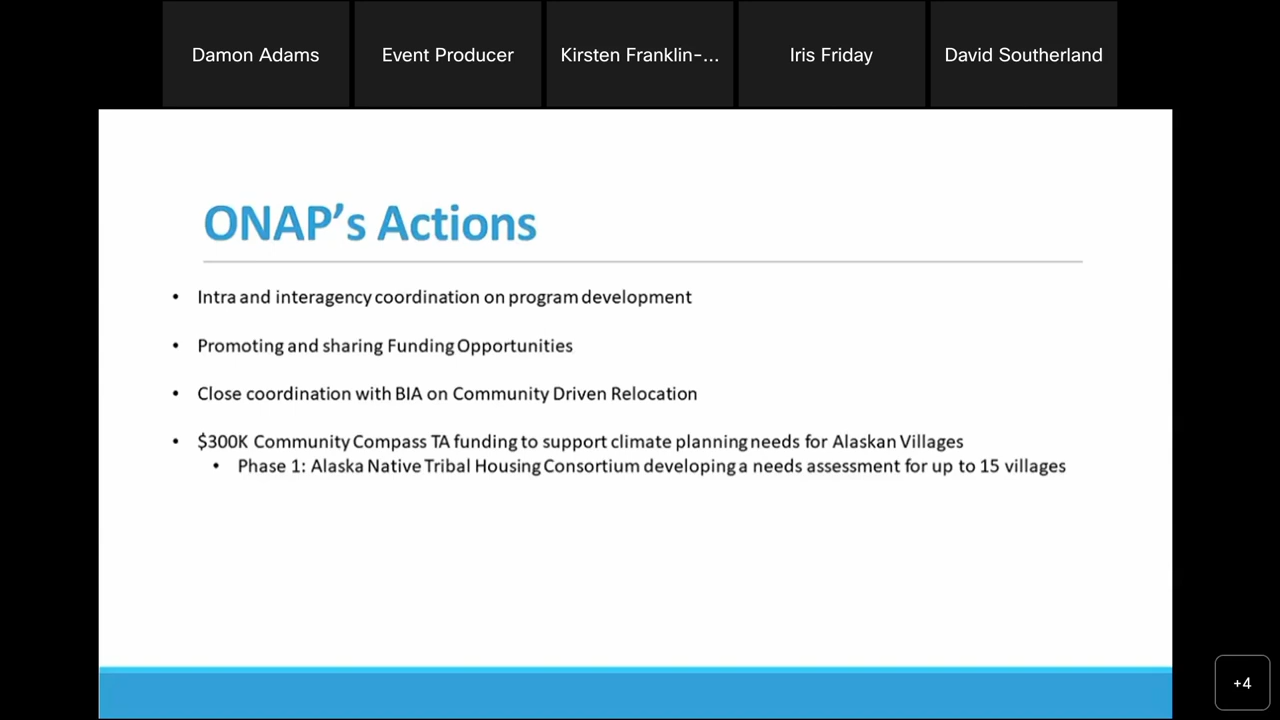 Damon Adams
Event Producer
Kirsten Franklin-...
Iris Friday
David Southerland
ONAP's Actions
• Intra and interagency coordination on program development
• Promoting and sharing Funding Opportunities
• Close coordination with BIA on Community Driven Relocation
• $300K Community Compass TA funding to support climate planning needs for Alaskan Villages
• Phase 1: Alaska Native Tribal Housing Consortium developing a needs assessment for up to 15 villages
+4